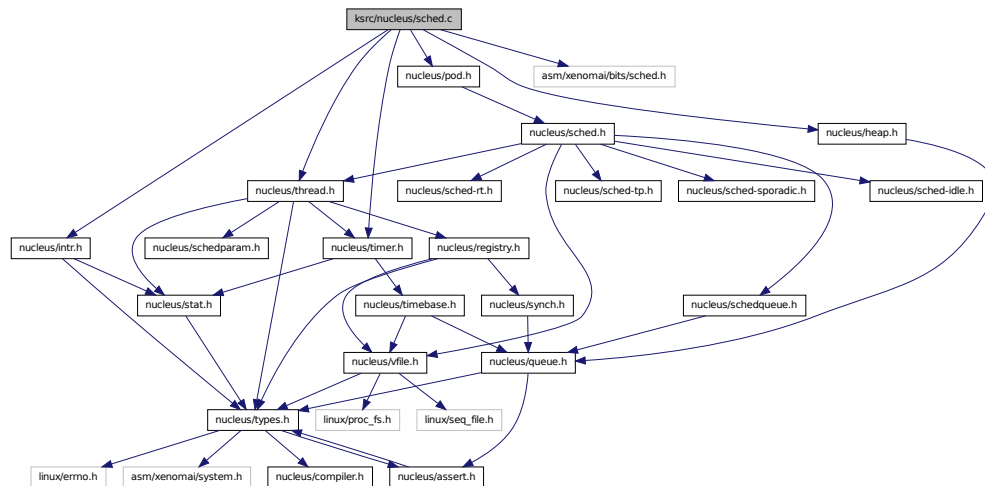 ksrc/nucleus/sched.c
nucleus/pod.h
asm/xenomai/bits/sched.h
nucleus/sched.h
nucleus/heap.h
nucleus/thread.h
nucleus/sched-rt.h
nucleus/sched-tp.h
nucleus/sched-sporadic.h
nucleus/sched-idle.h
nucleus/intr.h
nucleus/schedparam.h
nucleus/timer.h
nucleus/registry.h
nucleus/stat.h
nucleus/timebase.h
nucleus/synch.h
nucleus/schedqueue.h
nucleus/vfile.h
nucleus/queue.h
nucleus/types.h
linux/proc_fs.h
linux/seq_file.h
linux/errno.h
asm/xenomai/system.h
nucleus/compiler.h
nucleus/assert.h